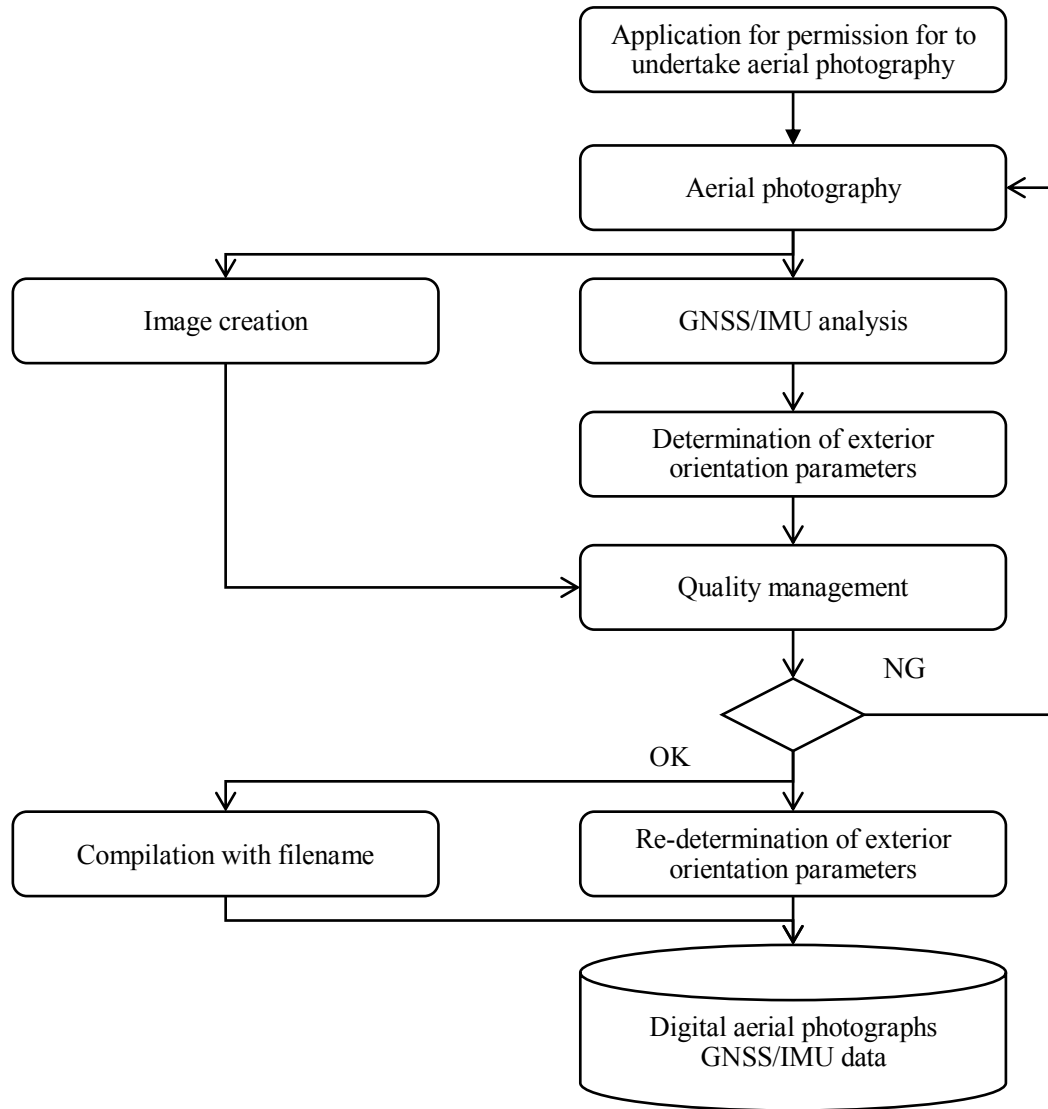 Application for permission for to
undertake aerial photography
Aerial photography
Image creation
GNSS/IMU analysis
Determination of exterior
orientation parameters
Quality management
NG
OK
Compilation with filename
Re-determination of exterior
orientation parameters
Digital aerial photographs
GNSS/IMU data